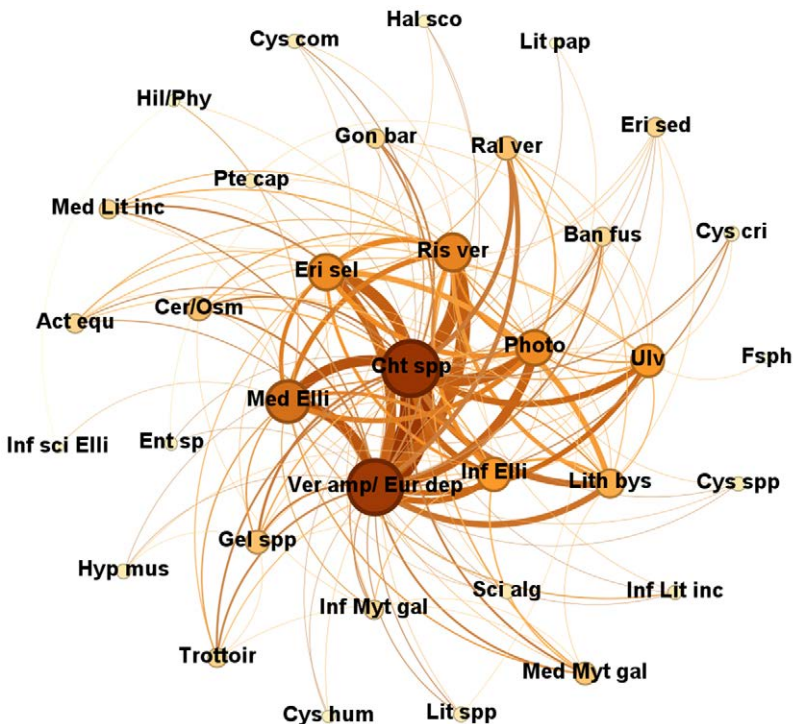 Hal sco
Cys com
Lit pap
Hil/Phy
Eri sed
Gon bar
Ral ver
Pte cap
Med Lit inc
Ban fus
Cys cri
Ris ver
Eri sel
Cer/Osm
Act equ
Photo
Ulv
Fsph
Cht spp
Med Elli
Inf sci Elli
Ent sp
Inf Elli
Ver amp/ Eur dep
Lith bys
Cys spp
Gel spp
Hyp mus
Sci alg
Inf Lit inc
Inf Myt gal
Trottoir
Med Myt gal
Cys hum
Lit spp